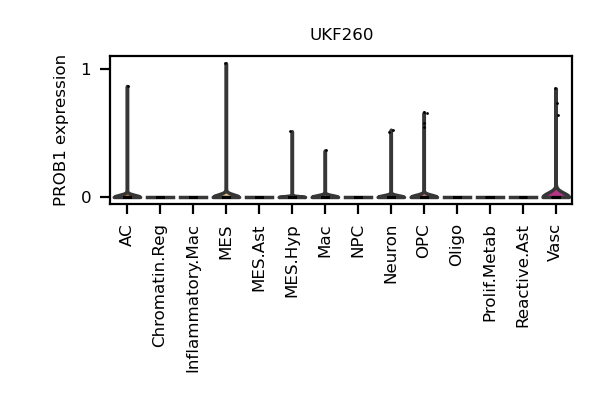 UKF260
PROB1 expression
1
0
AC
Chromatin.Reg
Inflammatory.Mac
MES
MES.Ast
MES.Hyp
Mac
NPC
Neuron
OPC
Oligo
Prolif.Metab
Reactive.Ast
Vasc